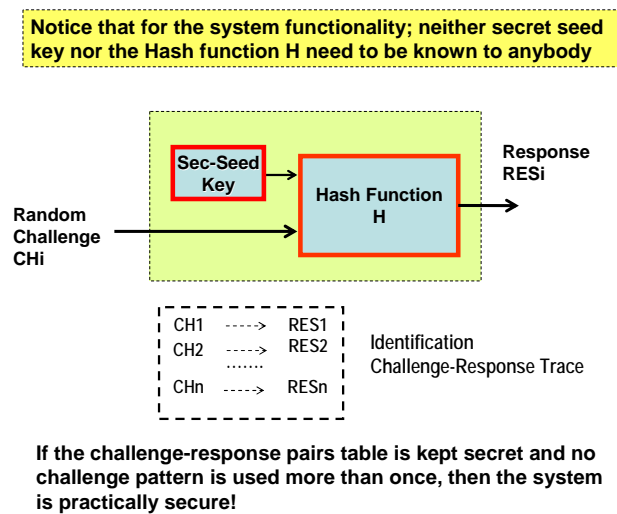 Notice that for the system functionality; neither secret seed
key nor the Hash function H need to be known to anybody
Sec-Seed
Key
Hash Function
H
Response
RESi
Random
Challenge
CHi
CH1 -----> RES1
CH2 -----> RES2
.......
CHn -----> RESn
Identification
Challenge-Response Trace
If the challenge-response pairs table is kept secret and no
challenge pattern is used more than once, then the system
is practically secure!